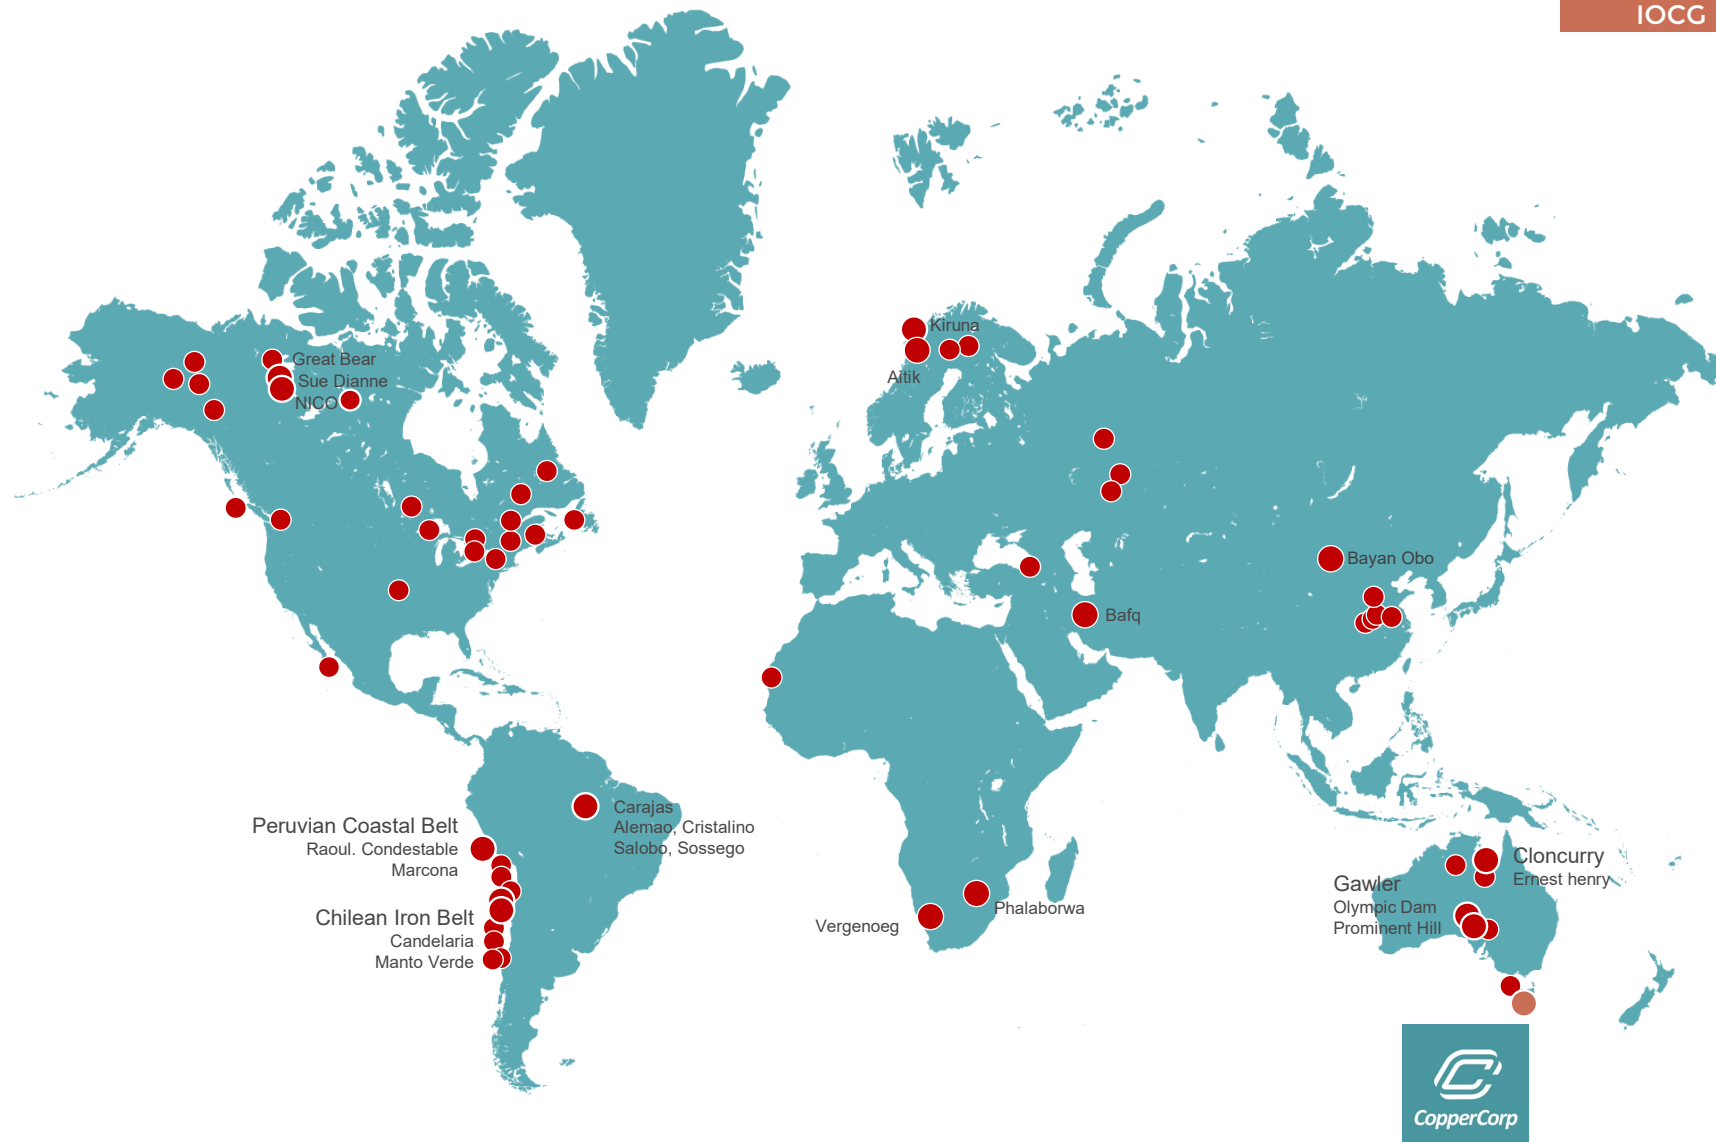 IOCG
Kiruna
Great Bear
Sue Dianne
NICO
Aitik
Bayan Obo
Bafq
Carajas
Alemao, Cristalino
Salobo, Sossego
Peruvian Coastal Belt
Raoul. Condestable
Marcona
Chilean Iron Belt
Candelaria
Manto Verde
Vergenoeg
Phalaborwa
Cloncurry
Ernest henry
Gawler
Olympic Dam
Prominent Hill
CopperCorp